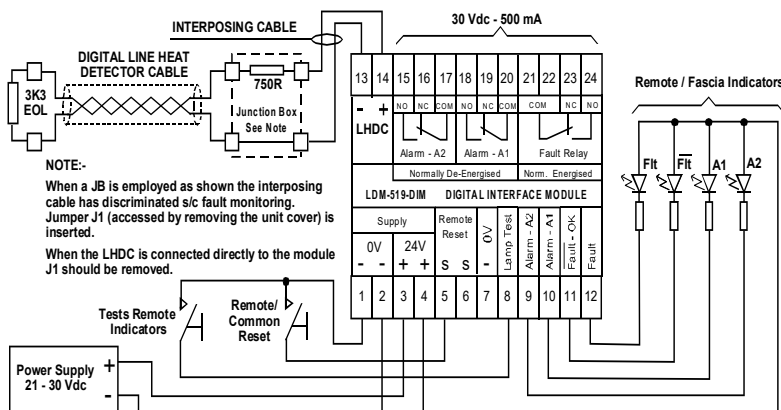 30 Vdc - 500 mA
INTERPOSING CABLE
DIGITAL LINE HEAT
DETECTOR CABLE
3K3
EOL
750R
Junction Box
See Note
13 14 15 16 17 18 19 20 21 22 23 24
- +
LHDC
NO NC COM NO NC COM COM NC NO
Alarm - A2 Alarm - A1 Fault Relay
Normally De-Energised Norm. Energised
LDM-519-DIM DIGITAL INTERFACE MODULE
Supply
0V 24V
- - + +
Remote
Reset
S S
0V
-
Lamp Test
Alarm - A2
Alarm - A1
Fault - OK
Fault
1 2 3 4 5 6 7 8 9 10 11 12
Remote / Fascia Indicators
Flt Flt A1 A2
NOTE:-
When a JB is employed as shown the interposing
cable has discriminated s/c fault monitoring.
Jumper J1 (accessed by removing the unit cover) is
inserted.
When the LHDC is connected directly to the module
J1 should be removed.
Tests Remote
Indicators
Remote/
Common
Reset
Power Supply
21 - 30 Vdc
+
-